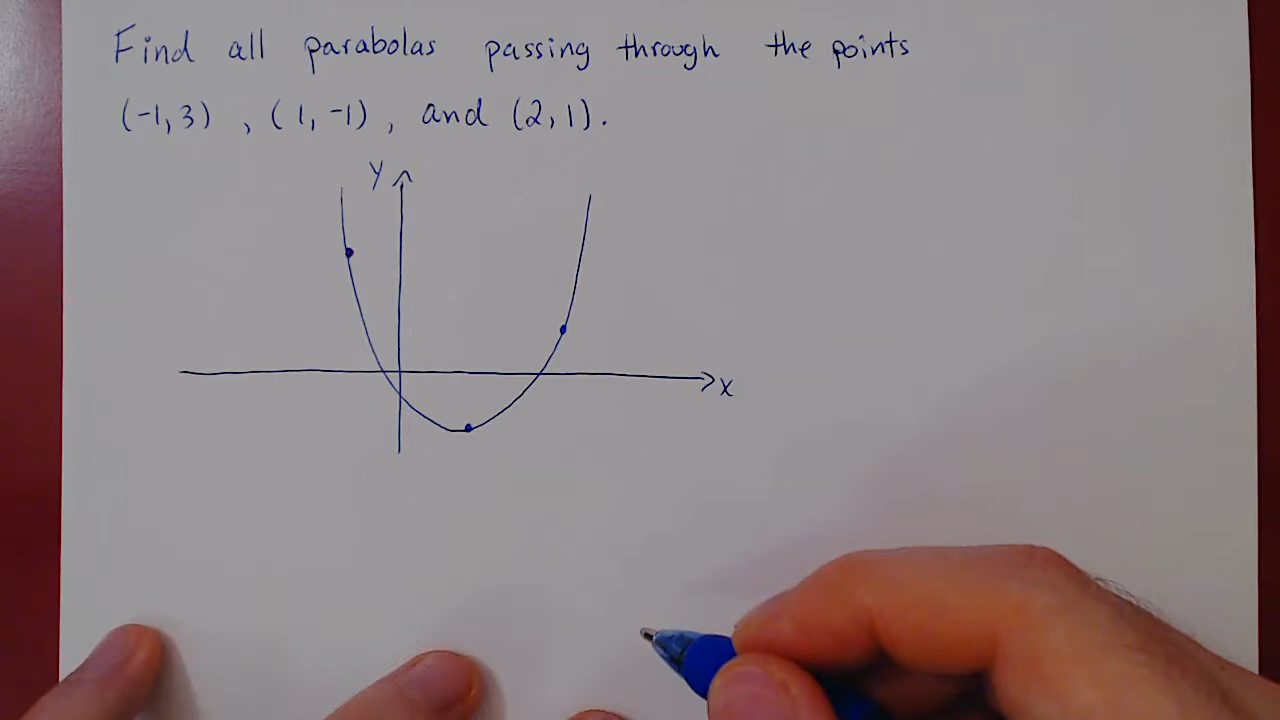 Find all parabolas passing through the points
(-1,3) , (1,-1), and (2,1).
y
x